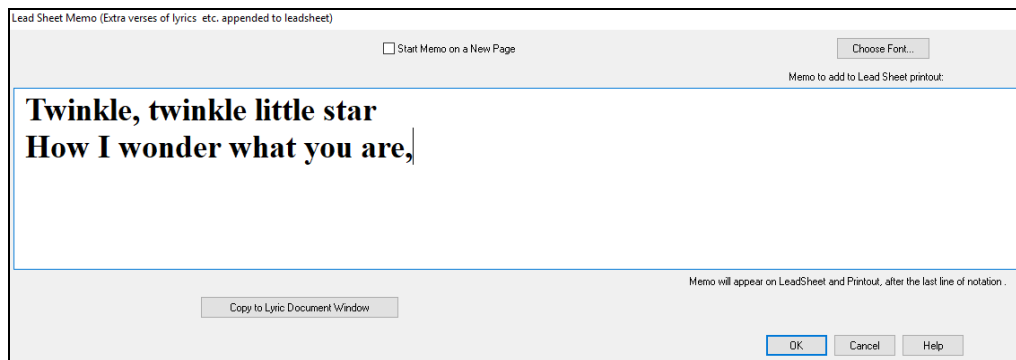 Lead Sheet Memo (Extra verses of lyrics etc. appended to leadsheet)
Start Memo on a New Page
Choose Font...
Memo to add to Lead Sheet printout:
Twinkle, twinkle little star
How I wonder what you are,
Memo will appear on LeadSheet and Printout, after the last line of notation .
Copy to Lyric Document Window
OK
Cancel
Help